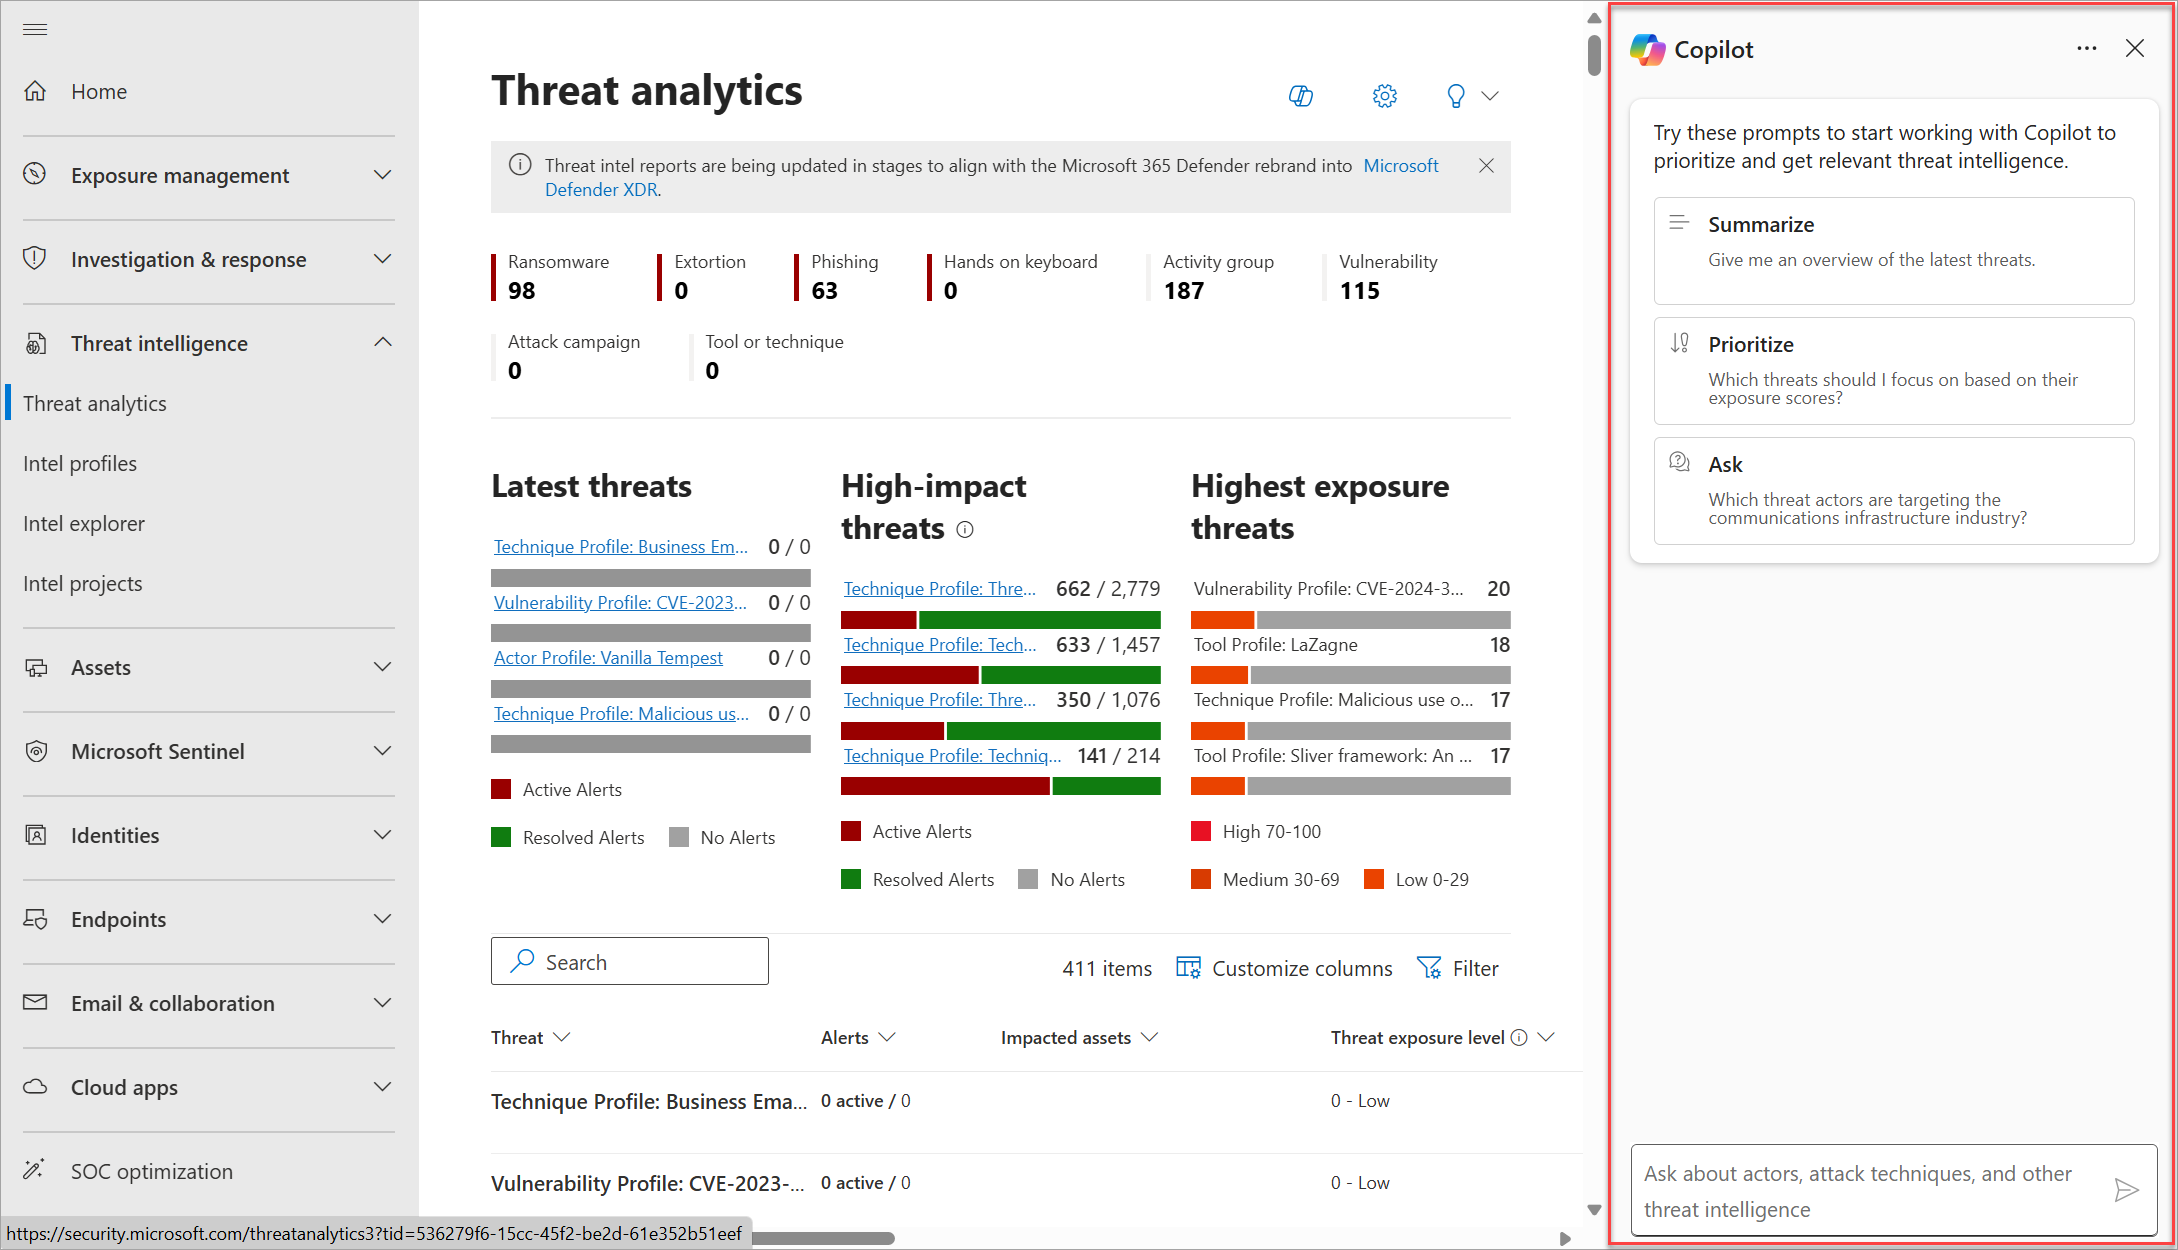 Home
Exposure management
Investigation & response
Threat intelligence
Threat analytics
Intel profiles
Intel explorer
Intel projects
Assets
Microsoft Sentinel
Identities
Endpoints
Email & collaboration
Cloud apps
SOC optimization
https://security.microsoft.com/threatanalytics3?tid=536279f6-15cc-45f2-be2d-61e352b51eef
Threat analytics
Threat intel reports are being updated in stages to align with the Microsoft 365 Defender rebrand into Microsoft
Defender XDR.
Ransomware Extortion Phishing Hands on keyboard Activity group Vulnerability
98 0 63 0 187 115
Attack campaign Tool or technique
0 0
Latest threats
Technique Profile: Business Em... 0 / 0
Vulnerability Profile: CVE-2023... 0 / 0
Actor Profile: Vanilla Tempest 0 / 0
Technique Profile: Malicious us... 0 / 0
Active Alerts
Resolved Alerts No Alerts
High-impact
threats
Technique Profile: Thre... 662 / 2,779
Technique Profile: Tech... 633 / 1,457
Technique Profile: Thre... 350 / 1,076
Technique Profile: Techniq... 141 / 214
Active Alerts
Resolved Alerts No Alerts
Highest exposure
threats
Vulnerability Profile: CVE-2024-3... 20
Tool Profile: LaZagne 18
Technique Profile: Malicious use o... 17
Tool Profile: Sliver framework: An ... 17
High 70-100
Medium 30-69 Low 0-29
Search 411 items Customize columns Filter
Threat Alerts Impacted assets Threat exposure level
Technique Profile: Business Ema... 0 active / 0 0 - Low
Vulnerability Profile: CVE-2023-... 0 active / 0 0 - Low
Copilot
Try these prompts to start working with Copilot to
prioritize and get relevant threat intelligence.
Summarize
Give me an overview of the latest threats.
Prioritize
Which threats should I focus on based on their
exposure scores?
Ask
Which threat actors are targeting the
communications infrastructure industry?
Ask about actors, attack techniques, and other
threat intelligence